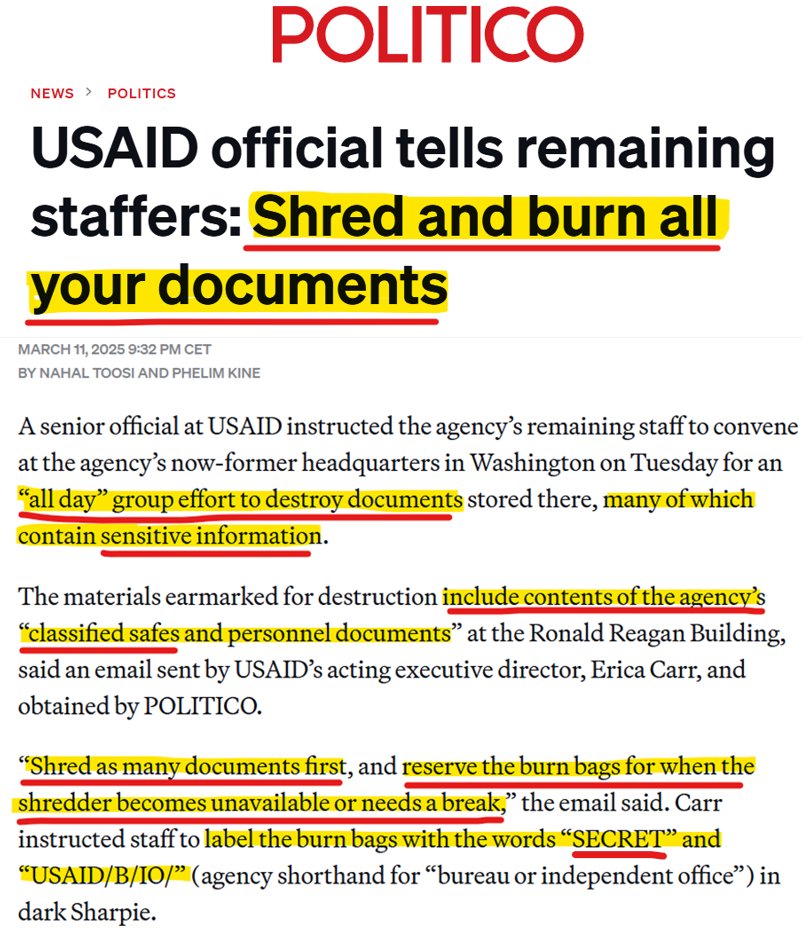 POLITICO
NEWS > POLITICS
USAID official tells remaining
staffers: Shred and burn all
your documents
MARCH 11, 2025 9:32 PM CET
BY NAHAL TOOSI AND PHELIM KINE
A senior official at USAID instructed the agency’s remaining staff to convene
at the agency’s now-former headquarters in Washington on Tuesday for an
“all day” group effort to destroy documents stored there, many of which
contain sensitive information.
The materials earmarked for destruction include contents of the agency’s
“classified safes and personnel documents” at the Ronald Reagan Building,
said an email sent by USAID’s acting executive director, Erica Carr, and
obtained by POLITICO.
“Shred as many documents first, and reserve the burn bags for when the
shredder becomes unavailable or needs a break,” the email said. Carr
instructed staff to label the burn bags with the words “SECRET” and
“USAID/B/IO/” (agency shorthand for “bureau or independent office”) in
dark Sharpie.